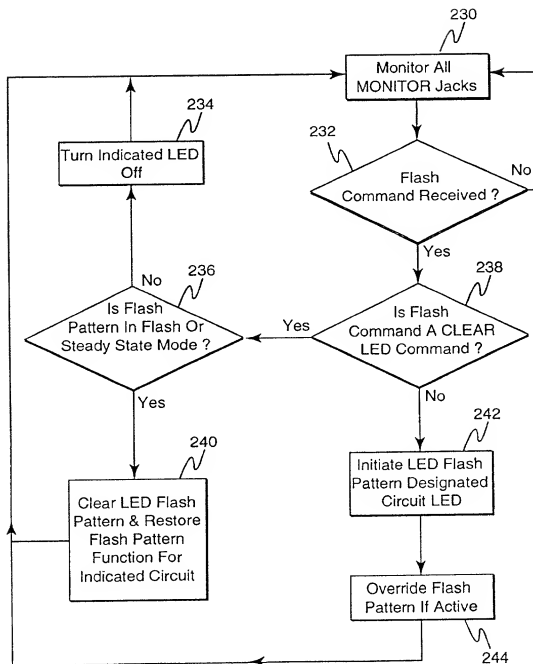 230
Monitor All
MONITOR Jacks
234
Turn Indicated LED
Off
232
Flash
Command Received ?
No
Yes
236
No
Is Flash
Pattern In Flash Or
Steady State Mode ?
Yes
238
Is Flash
Command A CLEAR
LED Command ?
Yes
No
240
Clear LED Flash
Pattern & Restore
Flash Pattern
Function For
Indicated Circuit
242
Initiate LED Flash
Pattern Designated
Circuit LED
Override Flash
Pattern If Active
244